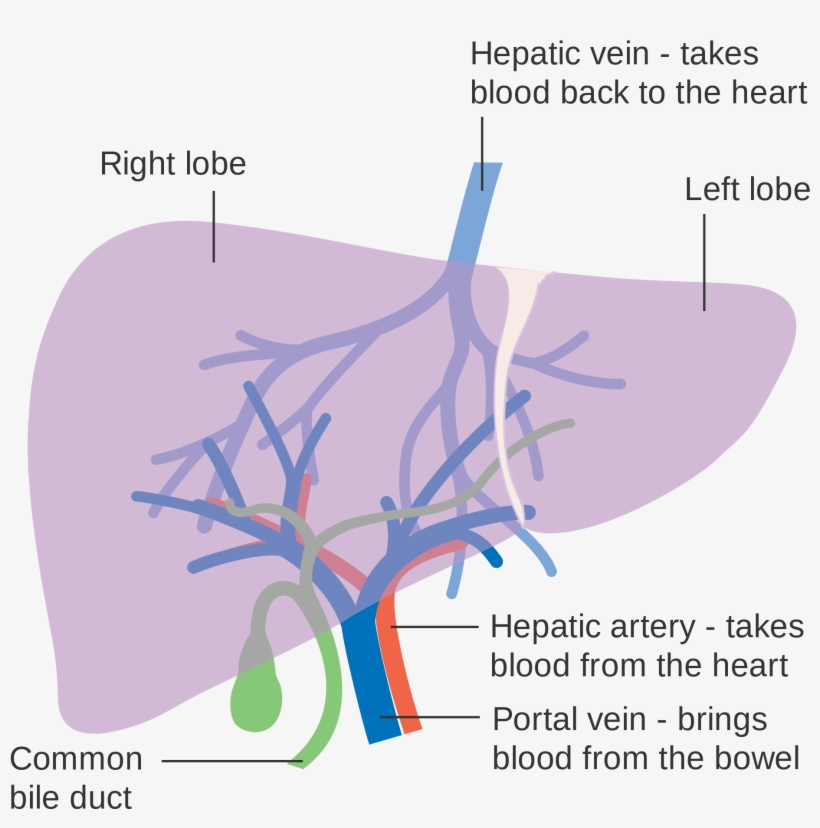 Hepatic vein - takes
blood back to the heart
Right lobe
Left lobe
Hepatic artery - takes
blood from the heart
Portal vein - brings
blood from the bowel
Common
bile duct